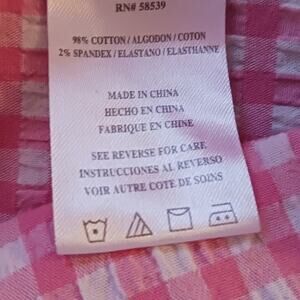 RN# 58539
98% COTTON / ALGODON / COTON
2% SPANDEX / ELASTANO / ELASTHANNE
MADE IN CHINA
HECHO EN CHINA
FABRIQUE EN CHINE
SEE REVERSE FOR CARE
INSTRUCCIONES AL REVERSO
VOIR AUTRE COTE DE SOINS